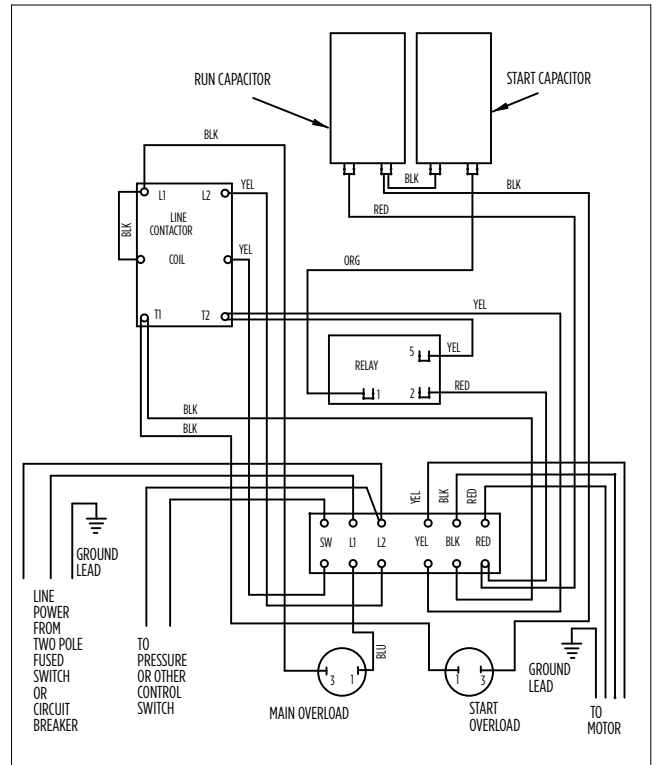 RUN CAPACITOR
START CAPACITOR
BLK
BLK
BLK
RED
L1
L2
YEL
LINE
CONTACTOR
BLK
COIL
YEL
ORG
T1
T2
YEL
5
YEL
RELAY
1
2
RED
BLK
BLK
YEL
BLK
RED
SW
L1
L2
YEL
BLK
RED
GROUND
LEAD
LINE
POWER
FROM
TWO POLE
FUSED
SWITCH
OR
CIRCUIT
BREAKER
TO
PRESSURE
OR OTHER
CONTROL
SWITCH
BLU
3
1
MAIN OVERLOAD
1
3
START
OVERLOAD
GROUND
LEAD
TO
MOTOR